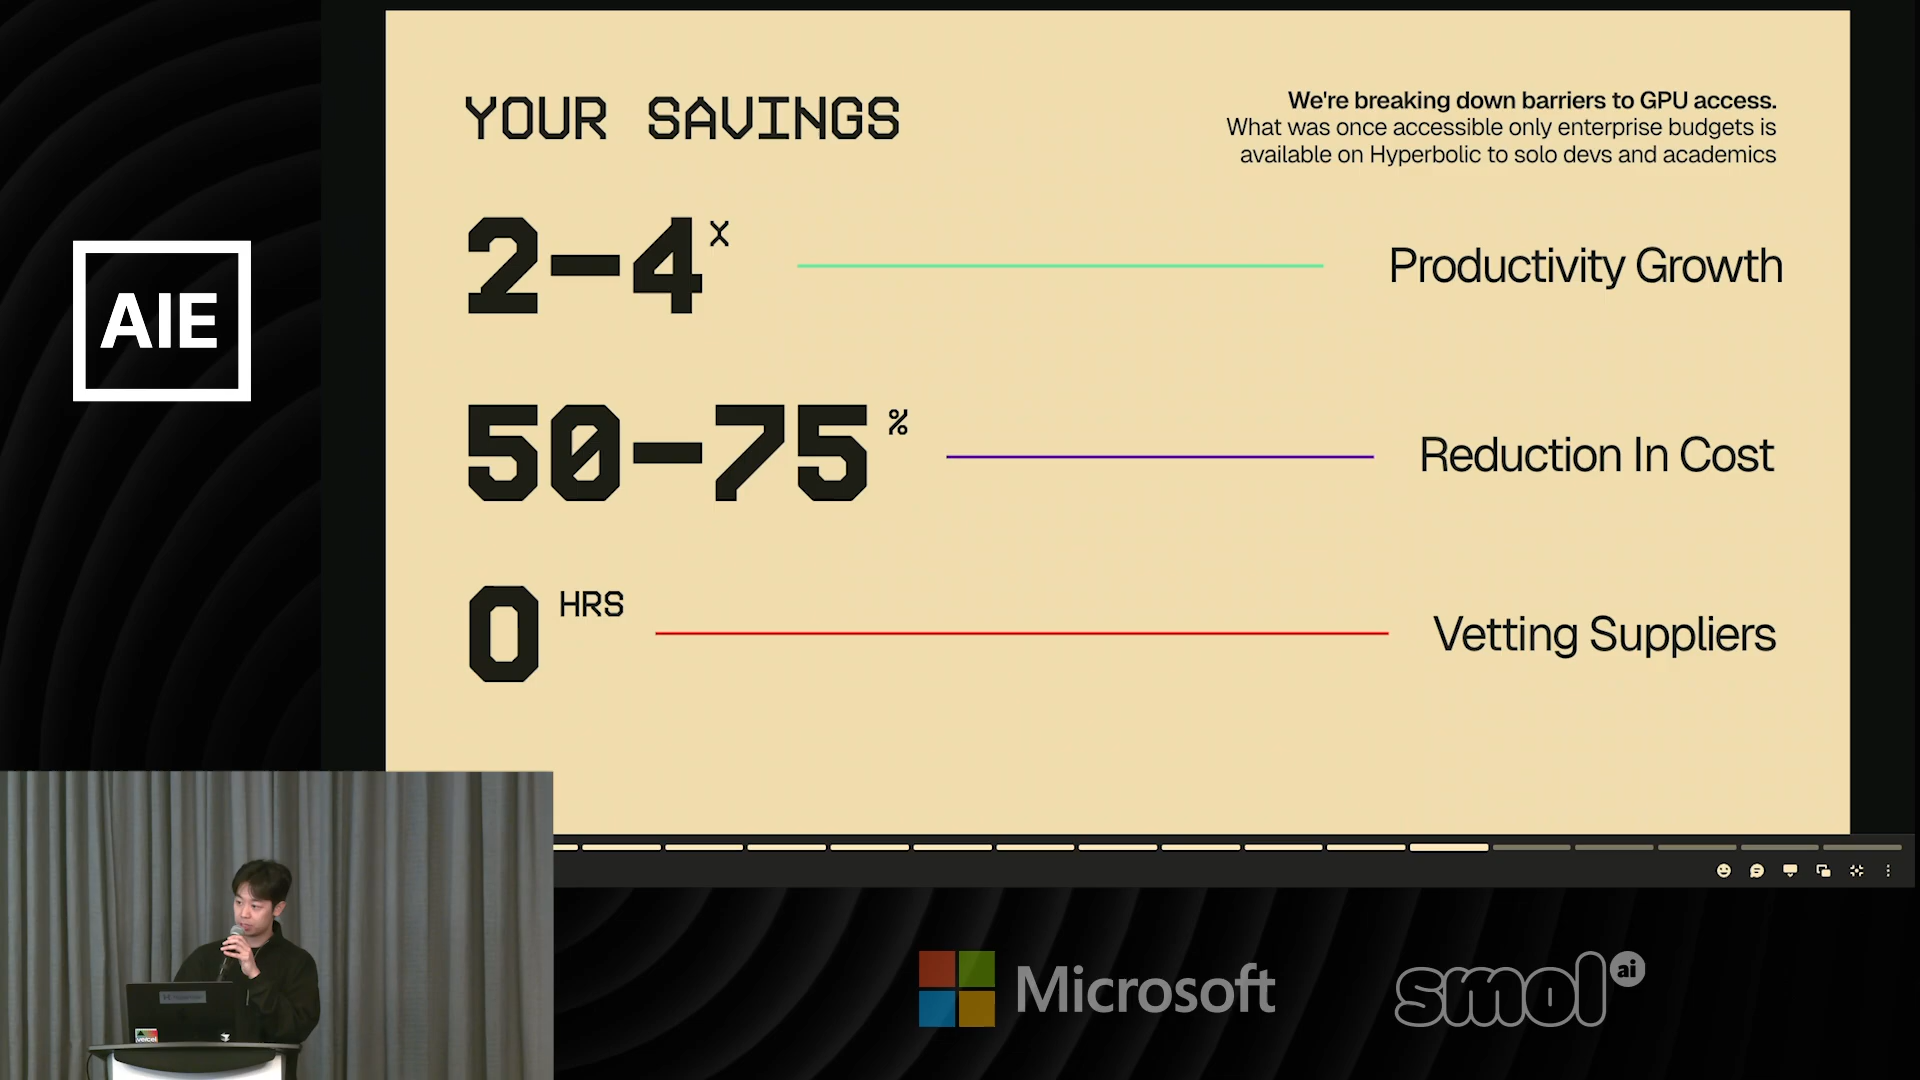 YOUR SAVINGS
We're breaking down barriers to GPU access.
What was once accessible only enterprise budgets is
available on Hyperbolic to solo devs and academics
2-4x
Productivity Growth
50-75%
Reduction In Cost
0 HRS
Vetting Suppliers
AIE
Microsoft
smol ai